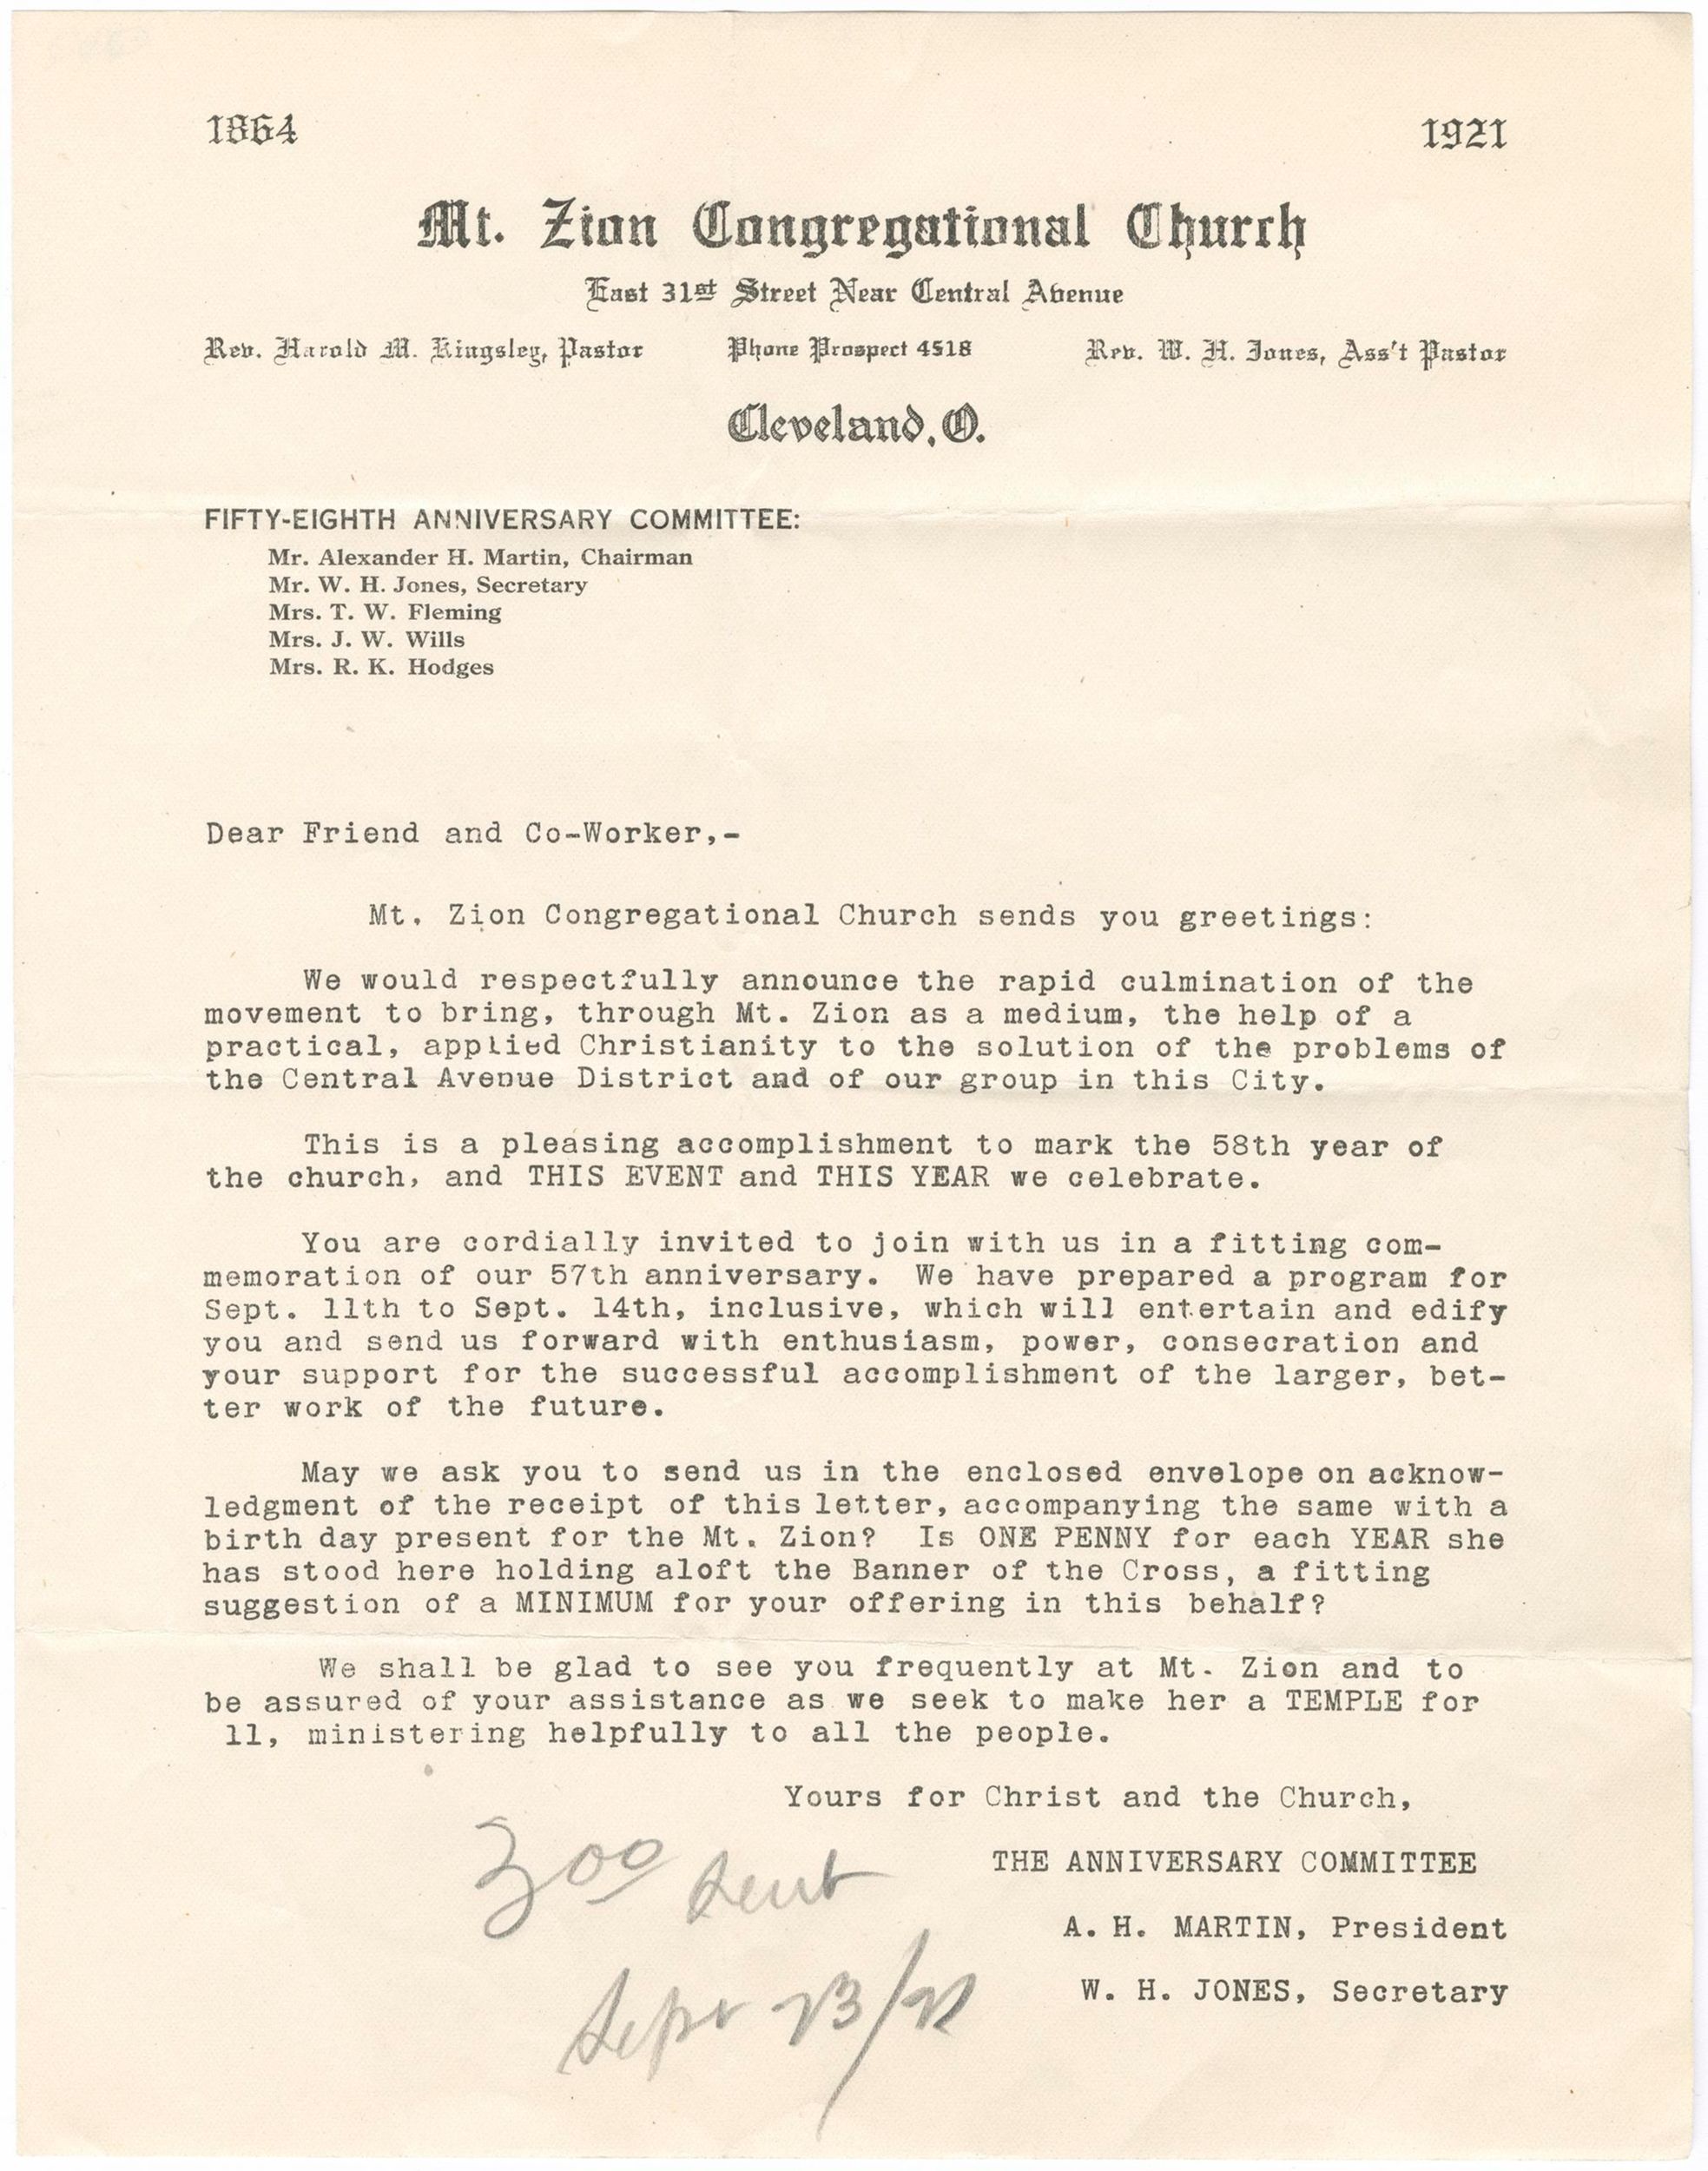 1864 1921
Mt. Zion Congregational Church
East 31st Street Near Central Avenue
Rev. Harold M. Kingsley, Pastor Phone Prospect 4518 Rev. W. H. Jones, Ass't Pastor
Cleveland, O.
FIFTY-EIGHTH ANNIVERSARY COMMITTEE:
Mr. Alexander H. Martin, Chairman
Mr. W. H. Jones, Secretary
Mrs. T. W. Fleming
Mrs. J. W. Wills
Mrs. R. K. Hodges
Dear Friend and Co-Worker,-
Mt. Zion Congregational Church sends you greetings:
We would respectfully announce the rapid culmination of the
movement to bring, through Mt. Zion as a medium, the help of a
practical, applied Christianity to the solution of the problems of
the Central Avenue District and of our group in this City.
This is a pleasing accomplishment to mark the 58th year of
the church, and THIS EVENT and THIS YEAR we celebrate.
You are cordially invited to join with us in a fitting com-
memoration of our 57th anniversary. We have prepared a program for
Sept. 11th to Sept. 14th, inclusive, which will entertain and edify
you and send us forward with enthusiasm, power, consecration and
your support for the successful accomplishment of the larger, bet-
ter work of the future.
May we ask you to send us in the enclosed envelope on acknow-
ledgment of the receipt of this letter, accompanying the same with a
birth day present for the Mt. Zion? Is ONE PENNY for each YEAR she
has stood here holding aloft the Banner of the Cross, a fitting
suggestion of a MINIMUM for your offering in this behalf?
We shall be glad to see you frequently at Mt. Zion and to
be assured of your assistance as we seek to make her a TEMPLE for
ll, ministering helpfully to all the people.
Yours for Christ and the Church,
THE ANNIVERSARY COMMITTEE
A. H. MARTIN, President
W. H. JONES, Secretary
3 00 sent
Sept 23/21